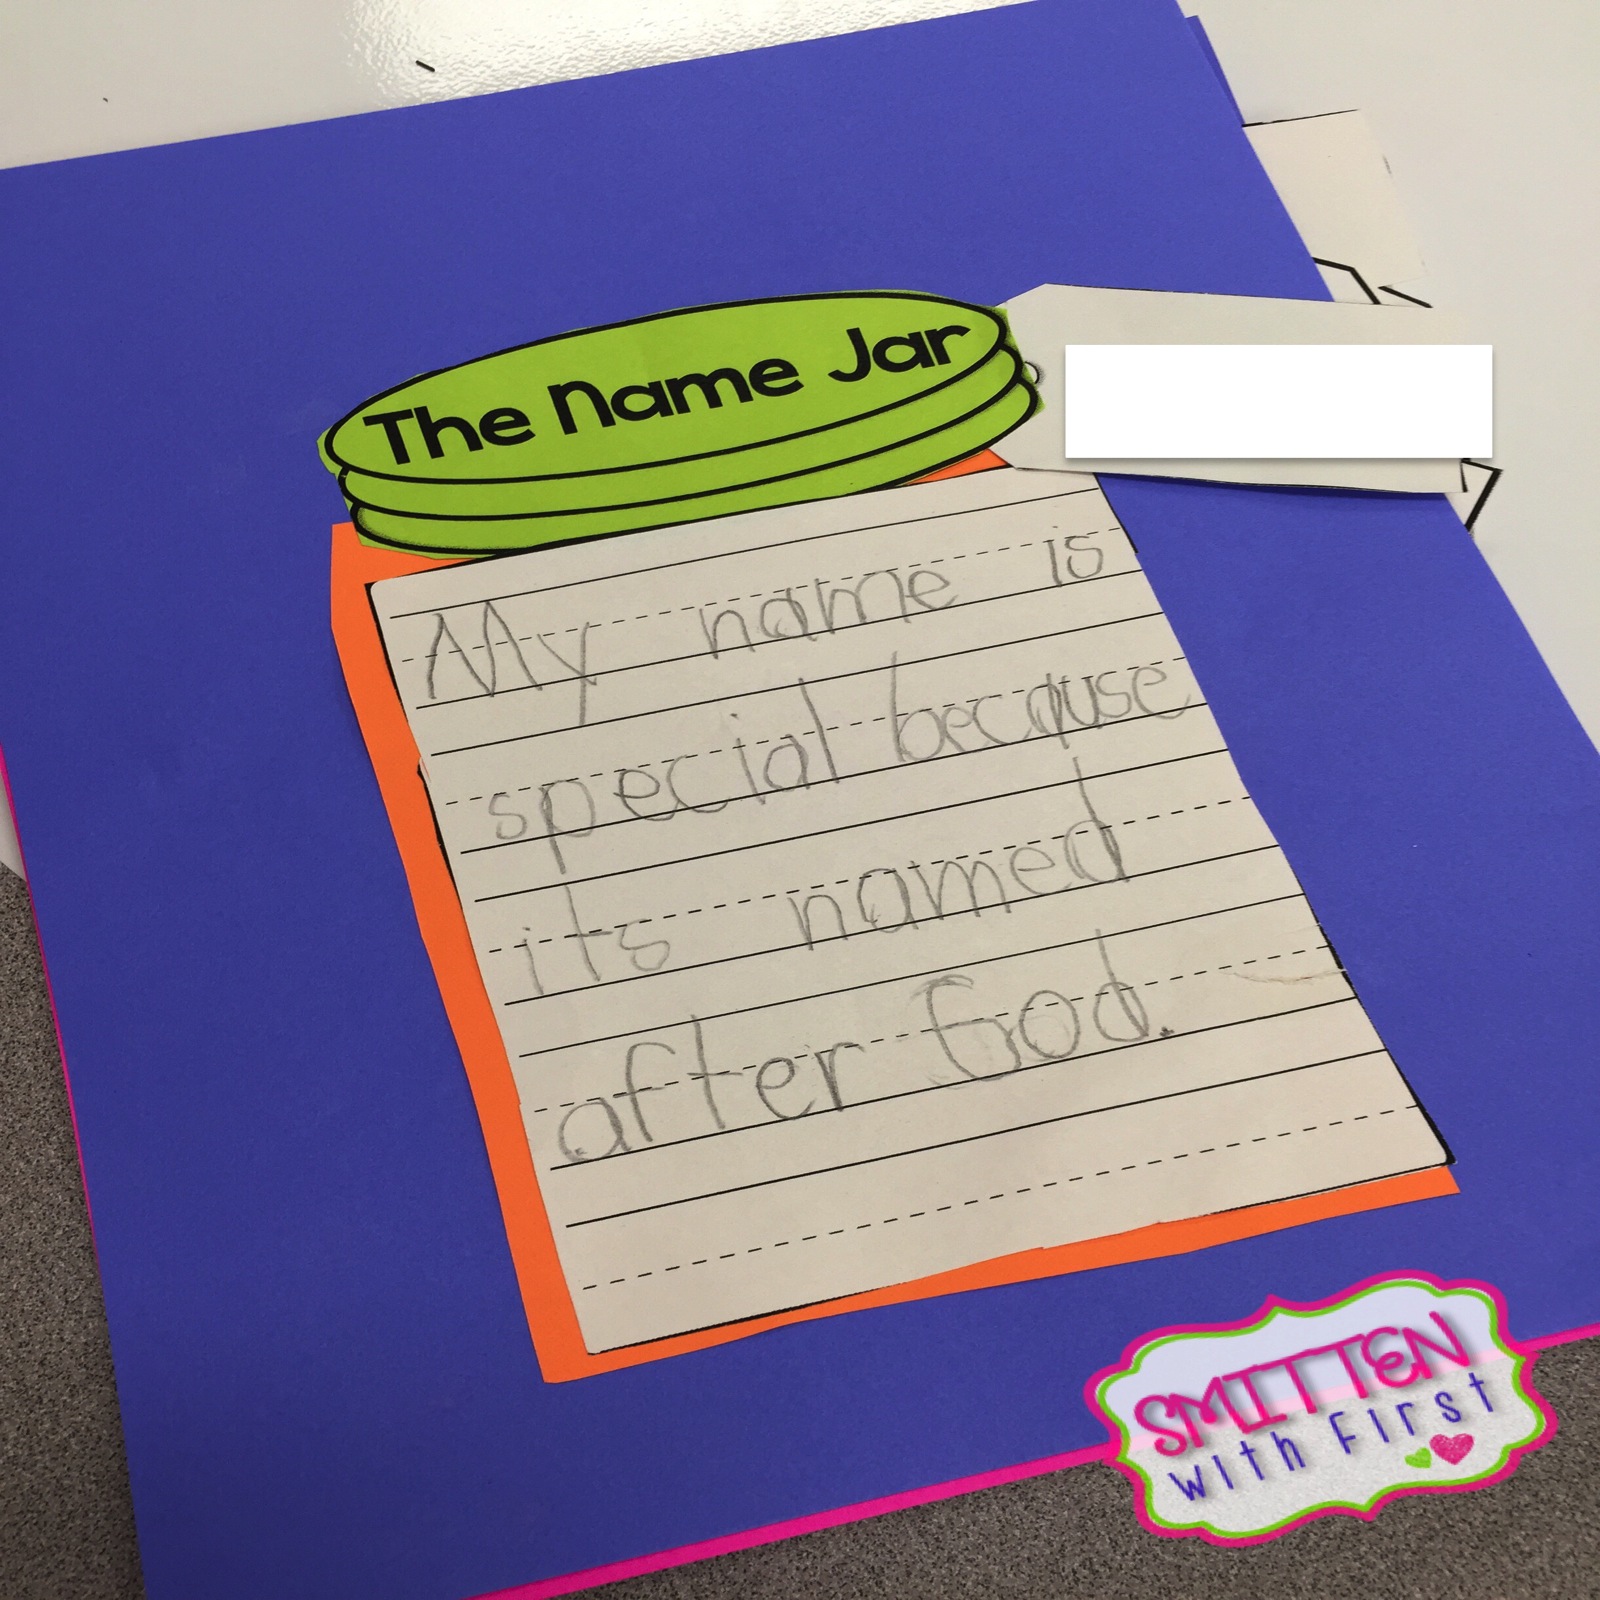 The Name Jar
My name is
special because
its named
after God.
SMITTEN
with First